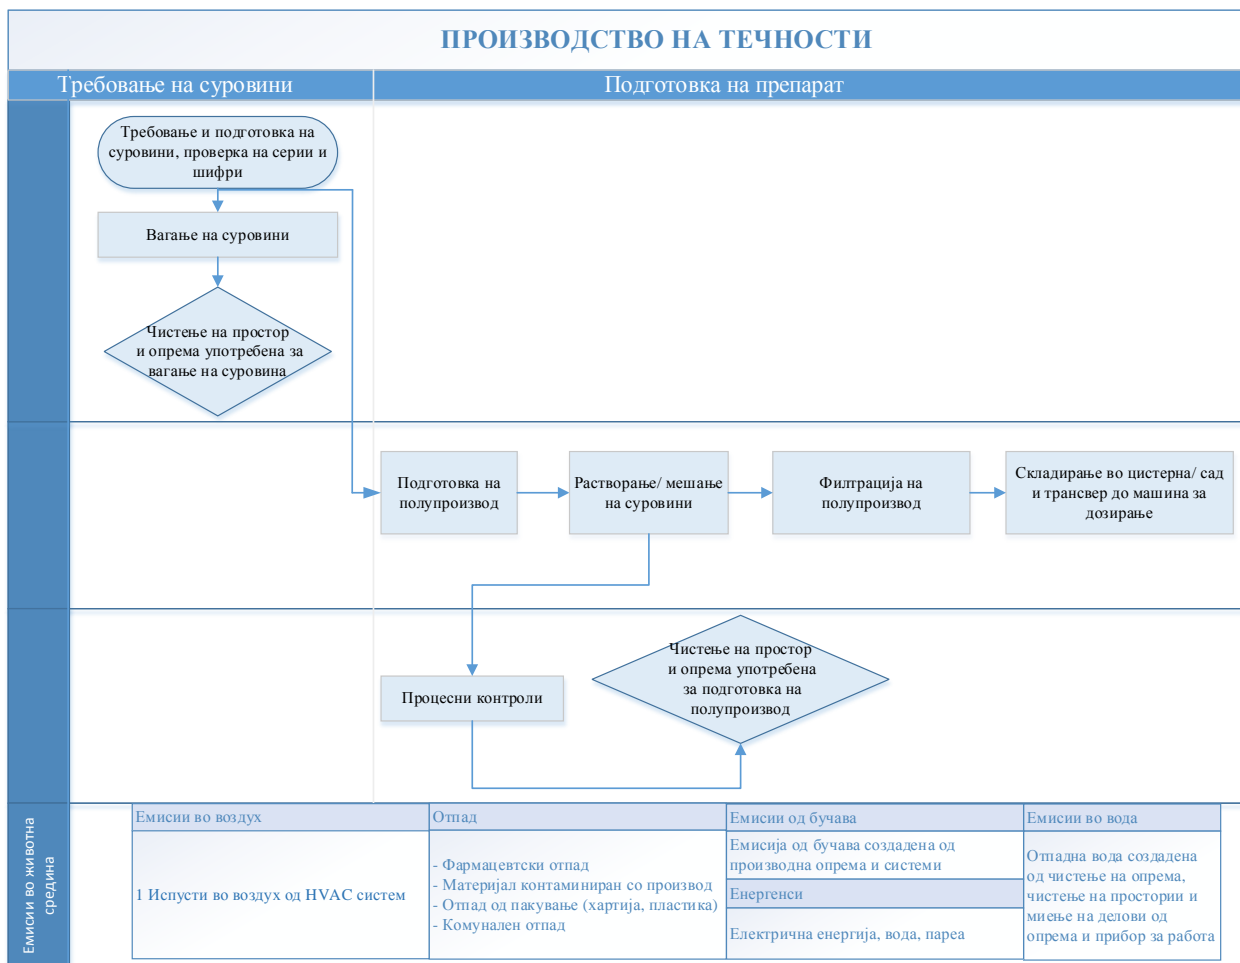 ПРОИЗВОДСТВО НА ТЕЧНОСТИ
Требовање на суровини
Подготовка на препарат
Требовање и подготовка на
суровини, проверка на серии и
шифри
Вагање на суровини
Чистење на простор
и опрема употребена за
вагање на суровина
Подготовка на
полупроизвод
Растворање/ мешање
на суровини
Филтрација на
полупроизвод
Складирање во цистерна/ сад
и трансвер до машина за
дозирање
Чистење на простор
и опрема употребена
за подготовка на
полупроизвод
Процесни контроли
Емисии во животна
средина
Емисии во воздух
1 Испусти во воздух од HVAC систем
Отпад
- Фармацевтски отпад
- Материјал контаминиран со производ
- Отпад од пакување (хартија, пластика)
- Комунален отпад
Емисии од бучава
Емисија од бучава создадена од
производна опрема и системи
Енергенси
Електрична енергија, вода, пареа
Емисии во вода
Отпадна вода создадена
од чистење на опрема,
чистење на простории и
миење на делови од
опрема и прибор за работа